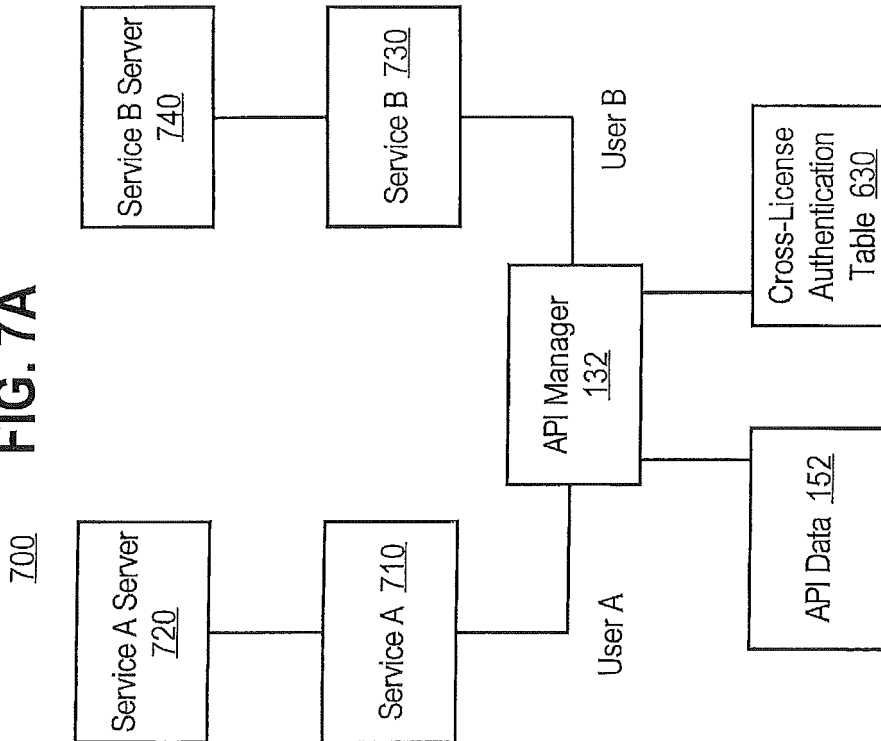 FIG. 7A
700
Service A Server
720
Service B Server
740
Service A 710
Service B 730
User A
User B
API Manager
132
API Data 152
Cross-License
Authentication
Table 630